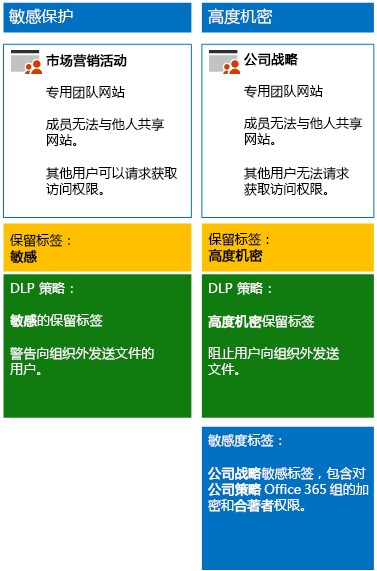 敏感保护
市场营销活动
专用团队网站
成员无法与他人共享
网站。
其他用户可以请求获取
访问权限。
保留标签：
敏感
DLP 策略：
敏感的保留标签
警告向组织外发送文件的
用户。
高度机密
公司战略
专用团队网站
成员无法与他人共享
网站。
其他用户无法请求
获取访问权限。
保留标签：
高度机密
DLP 策略：
高度机密保留标签
阻止用户向组织外发送
文件。
敏感度标签：
公司战略敏感标签，包含对
公司策略 Office 365 组的加
密和合著者权限。